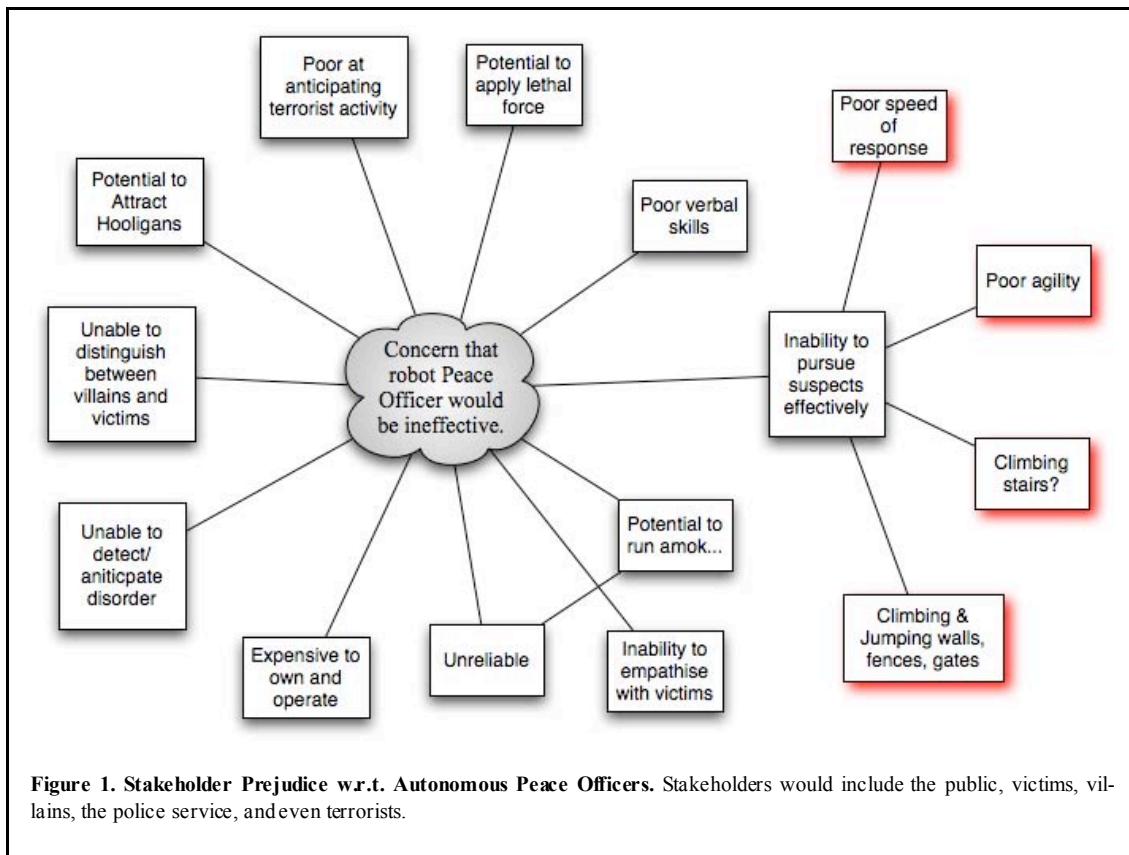 Poor at
anticipating
terrorist activity
Potential to
apply lethal
force
Poor speed
of
response
Potential to
Attract
Hooligans
Poor verbal
skills
Poor agility
Unable to
distinguish
between
villains and
victims
Concern that
robot Peace
Officer would
be ineffective.
Inability to
pursue
suspects
effectively
Climbing
stairs?
Unable to
detect/
aniticpate
disorder
Potential to
run amok...
Expensive to
own and
operate
Unreliable
Inability to
empathise
with victims
Climbing &
Jumping walls,
fences, gates
Figure 1. Stakeholder Prejudice w.r.t. Autonomous Peace Officers. Stakeholders would include the public, victims, vil-
lains, the police service, and even terrorists.